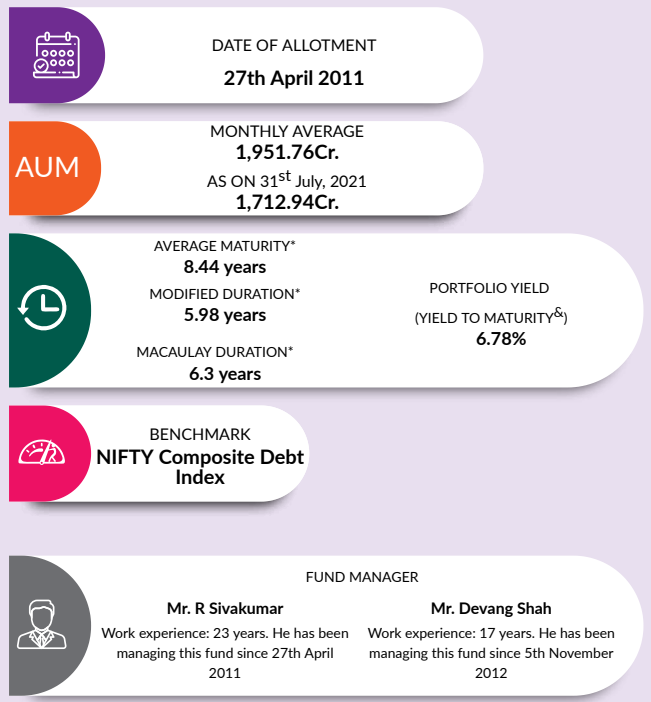 DATE OF ALLOTMENT
27th April 2011
AUM
MONTHLY AVERAGE
1,951.76Cr.
AS ON 31st July, 2021
1,712.94Cr.
AVERAGE MATURITY*
8.44 years
MODIFIED DURATION*
5.98 years
MACAULAY DURATION*
6.3 years
PORTFOLIO YIELD
(YIELD TO MATURITY&)
6.78%
BENCHMARK
NIFTY Composite Debt
Index
FUND MANAGER
Mr. R Sivakumar
Work experience: 23 years. He has been
managing this fund since 27th April
2011
Mr. Devang Shah
Work experience: 17 years. He has been
managing this fund since 5th November
2012